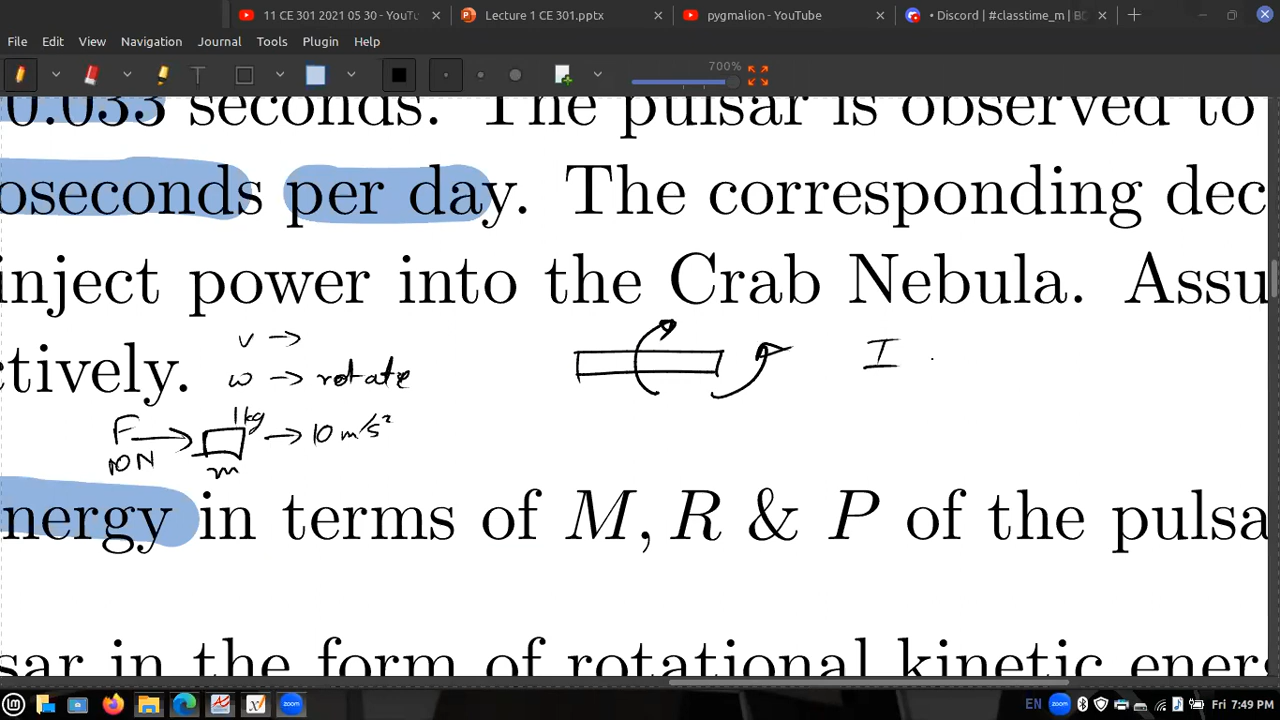 11 CE 301 2021 05 30 - YouTu
Lecture 1 CE 301.pptx
pygmalion - YouTube
• Discord | #classtime_m | BD
File Edit View Navigation Journal Tools Plugin Help
700%
0.033 seconds. The pulsar is observed to
oseconds per day. The corresponding dec
inject power into the Crab Nebula. Assu
v →
ctively.
ω → rotate
I
F → 1kg → 10 m/s²
10 N
m
nergy in terms of M, R & P of the pulsa
sar in the form of rotational kinetic energ
EN
zoom
Fri 7:49 PM